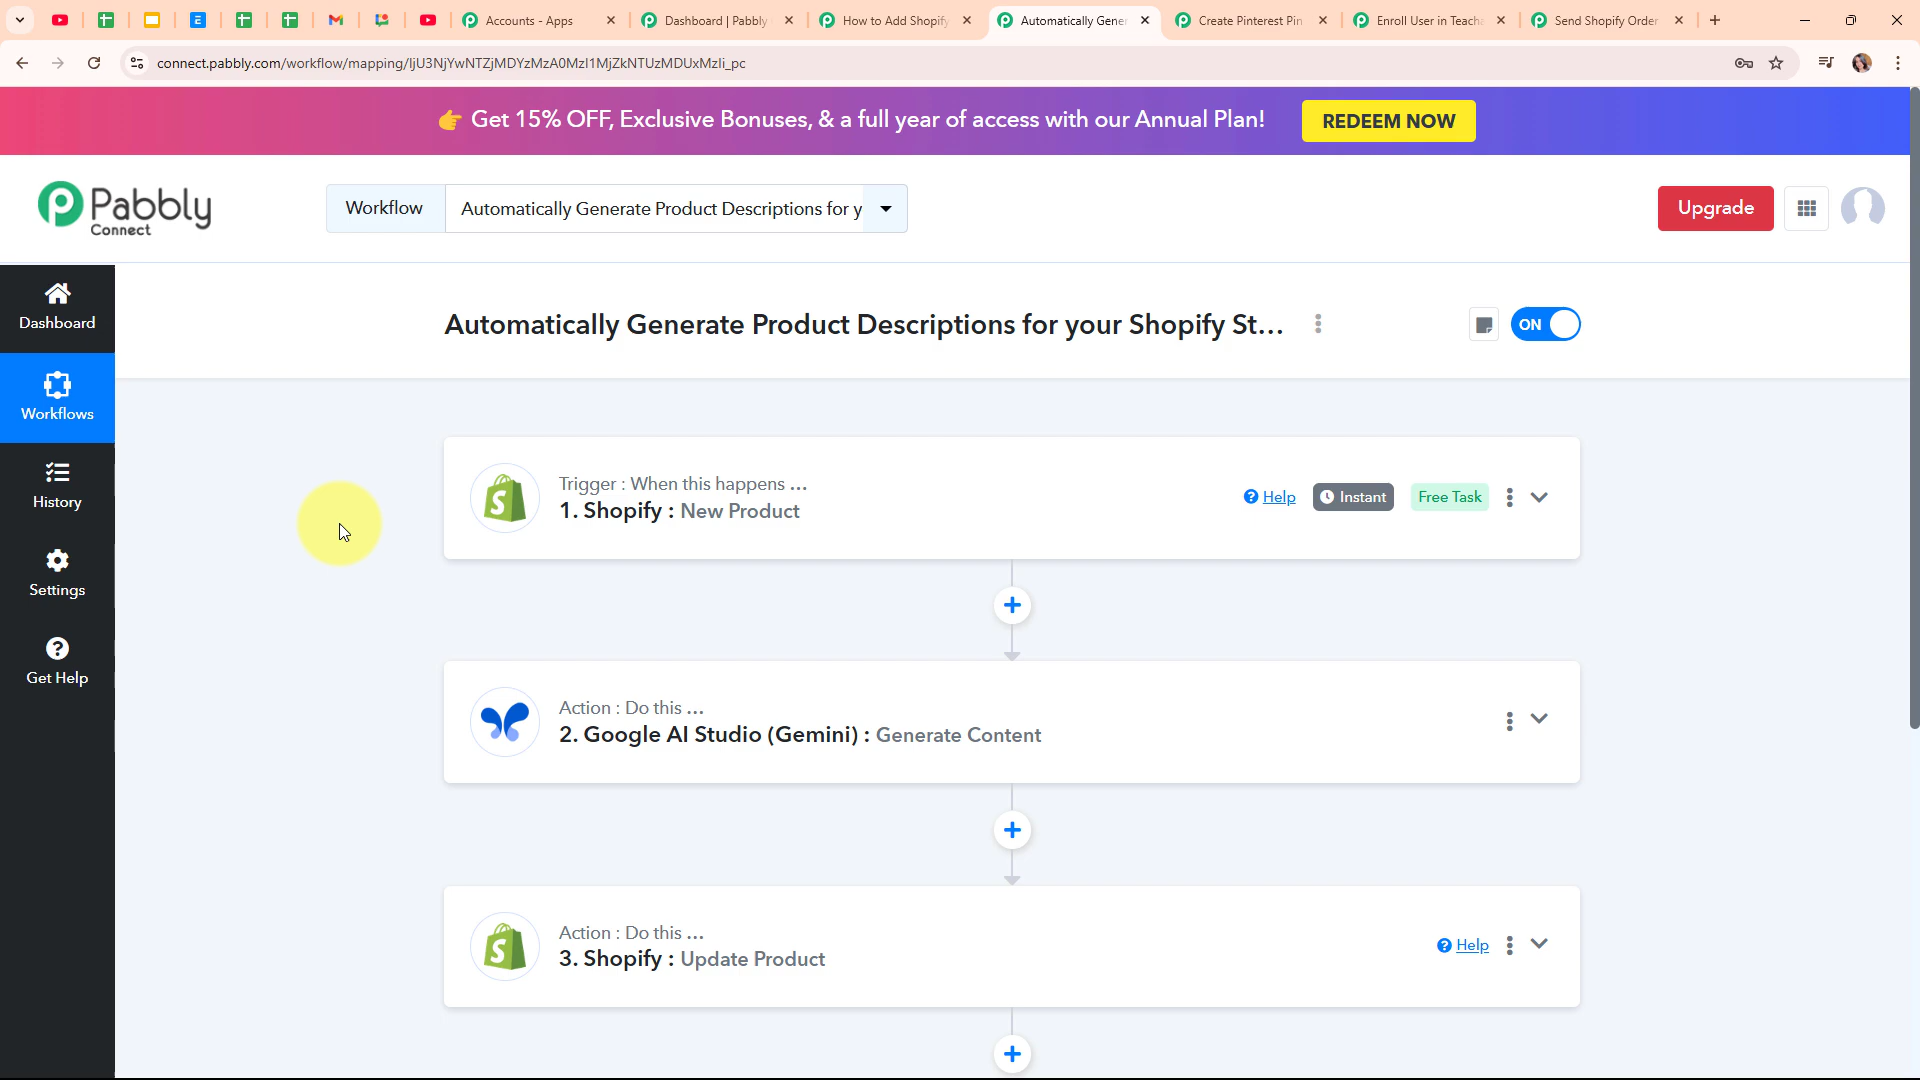 Accounts - Apps
Dashboard | Pabbly
How to Add Shopify
Automatically Gene
Create Pinterest Pin
Enroll User in Teach
Send Shopify Order
connect.pabbly.com/workflow/mapping/
👉 Get 15% OFF, Exclusive Bonuses, & a full year of access with our Annual Plan!
REDEEM NOW
Pabbly
Connect
Workflow
Automatically Generate Product Descriptions for y
Upgrade
Dashboard
Workflows
History
Settings
Get Help
Automatically Generate Product Descriptions for your Shopify St...
ON
Trigger : When this happens ...
1. Shopify : New Product
Help
Instant
Free Task
Action : Do this ...
2. Google AI Studio (Gemini) : Generate Content
Action : Do this ...
3. Shopify : Update Product
Help